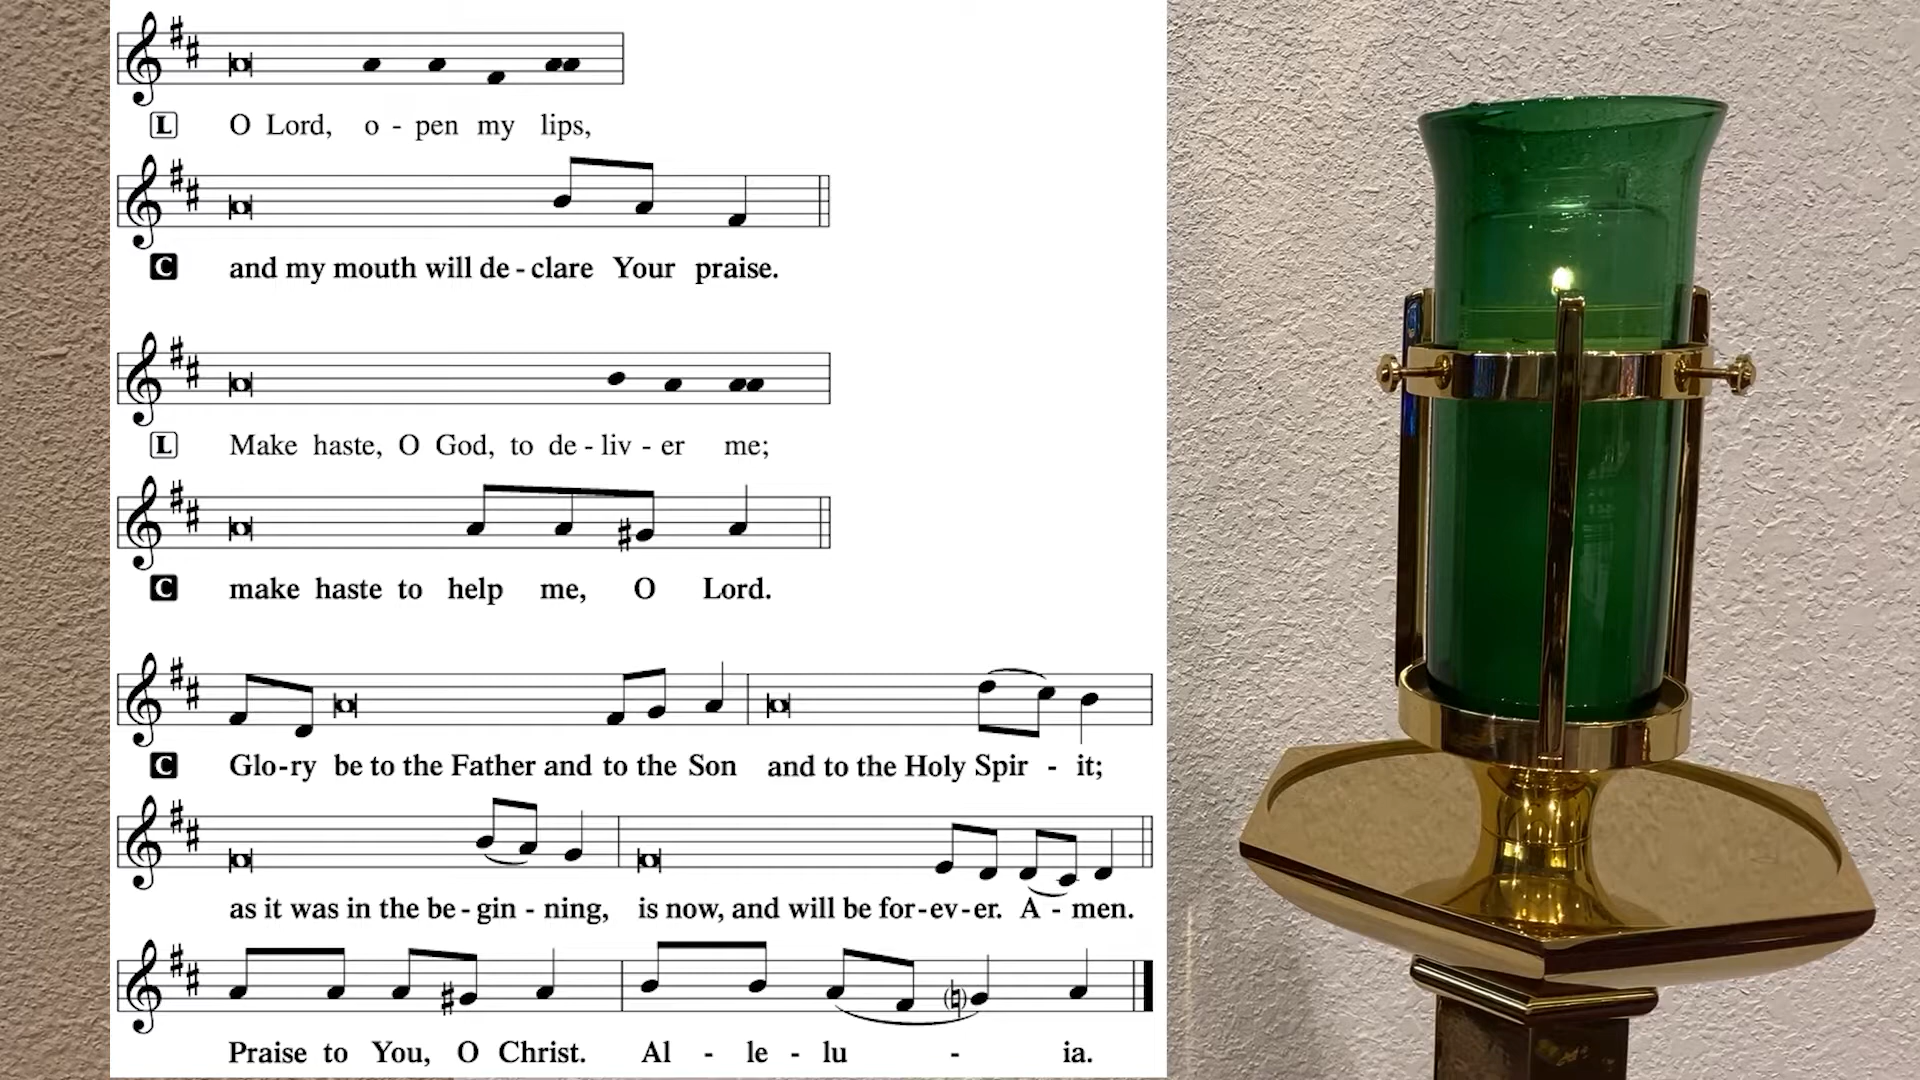 L O Lord, o - pen my lips,
C and my mouth will de - clare Your praise.
L Make haste, O God, to de - liv - er me;
C make haste to help me, O Lord.
C Glo-ry be to the Father and to the Son and to the Holy Spir - it;
as it was in the be - gin - ning, is now, and will be for-ev-er. A - men.
Praise to You, O Christ. Al - le - lu - ia.